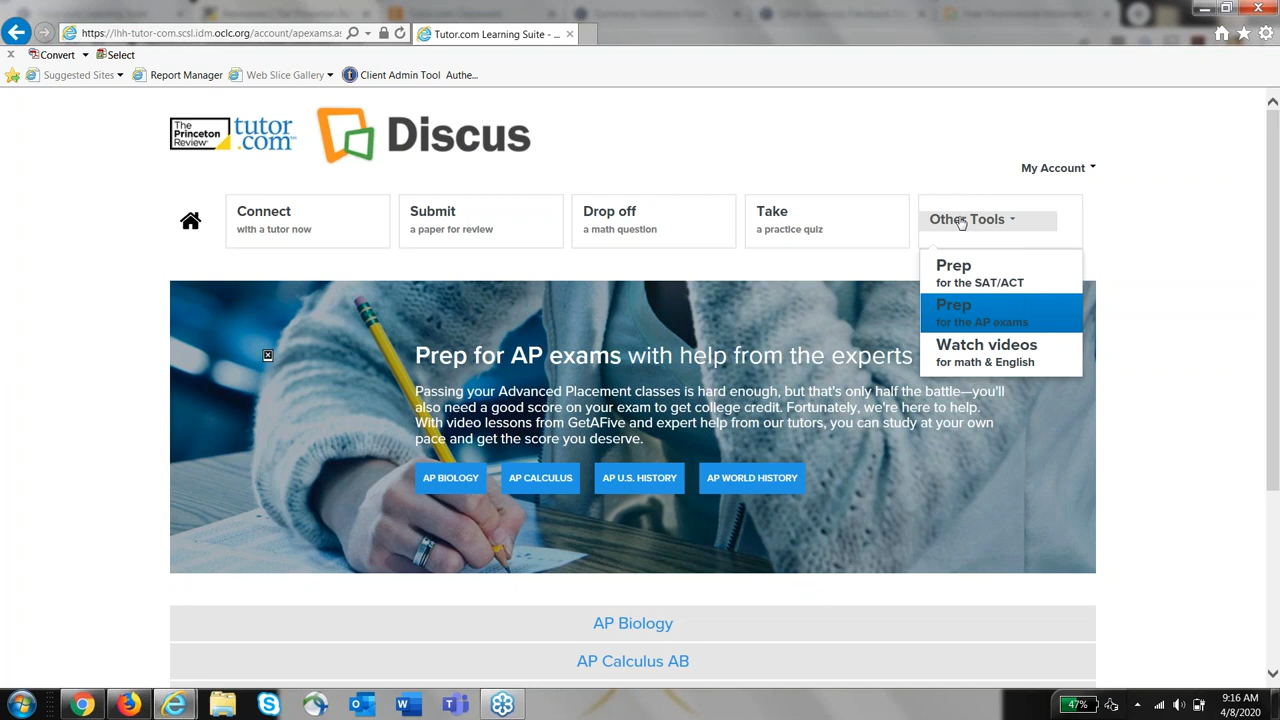 https://lhh-tutor-com.scsl.idm.oclc.org/account/apexams.as
Tutor.com Learning Suite - ...
Convert
Select
Suggested Sites
Report Manager
Web Slice Gallery
Client Admin Tool
Authe...
The Princeton Review
tutor.com
Discus
My Account
Connect
with a tutor now
Submit
a paper for review
Drop off
a math question
Take
a practice quiz
Other Tools
Prep
for the SAT/ACT
Prep
for the AP exams
Watch videos
for math & English
Prep for AP exams with help from the experts
Passing your Advanced Placement classes is hard enough, but that's only half the battle—you'll
also need a good score on your exam to get college credit. Fortunately, we're here to help.
With video lessons from GetAFive and expert help from our tutors, you can study at your own
pace and get the score you deserve.
AP BIOLOGY
AP CALCULUS
AP U.S. HISTORY
AP WORLD HISTORY
AP Biology
AP Calculus AB
47%
9:16 AM
4/8/2020